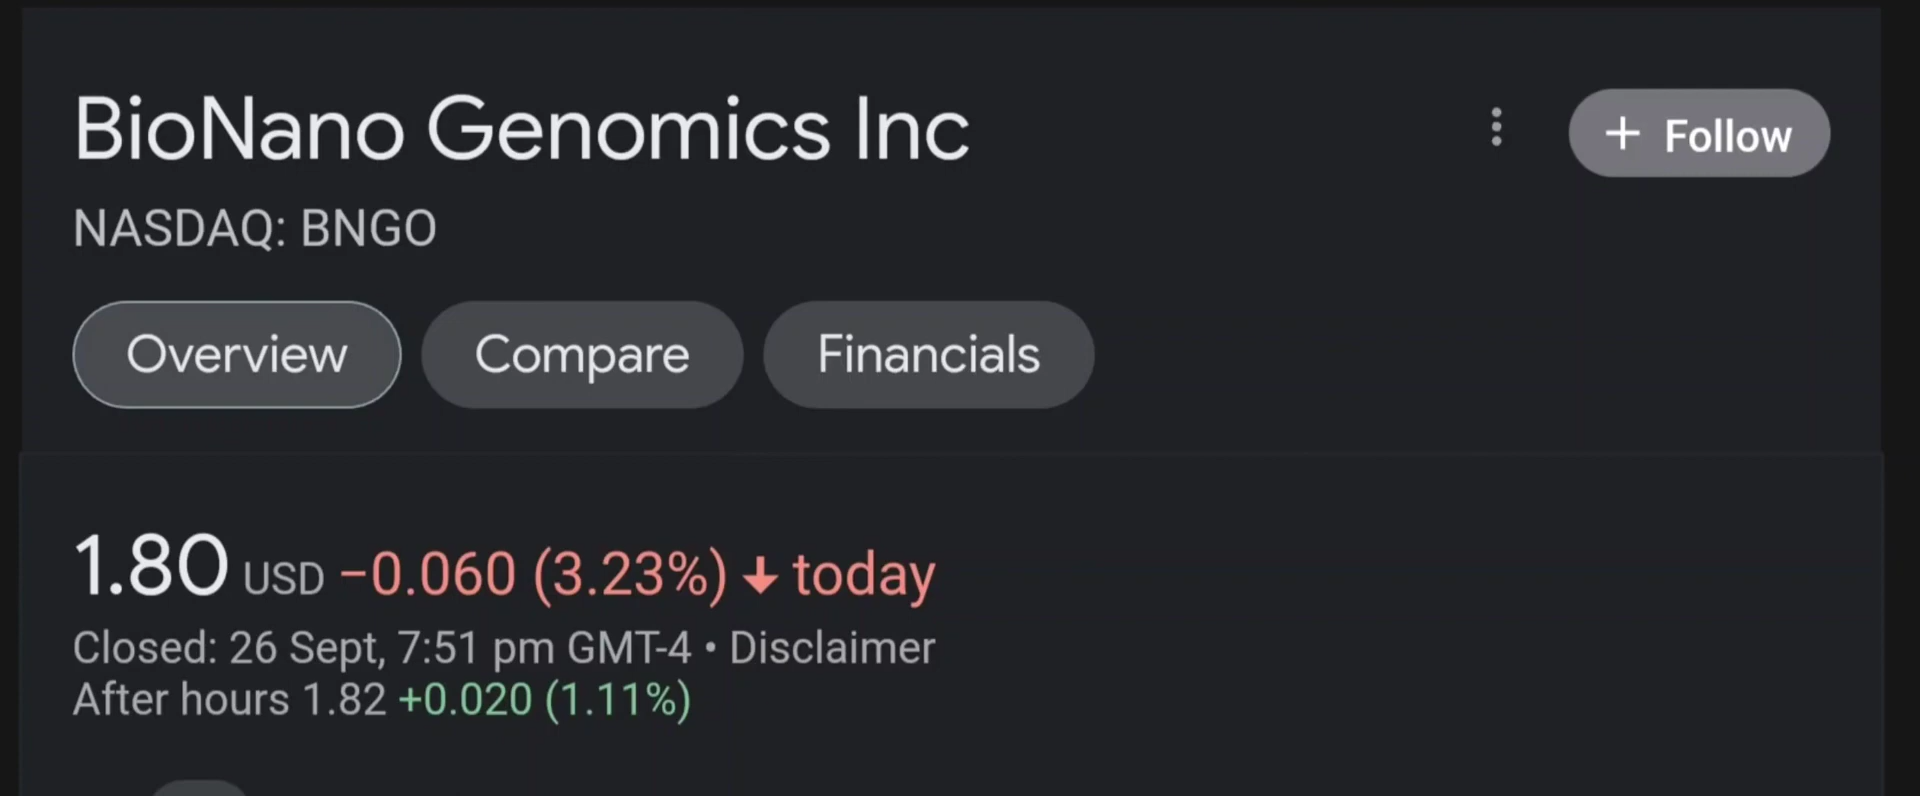 BioNano Genomics Inc
+ Follow
NASDAQ: BNGO
Overview
Compare
Financials
1.80 USD −0.060 (3.23%) ↓ today
Closed: 26 Sept, 7:51 pm GMT-4 • Disclaimer
After hours 1.82 +0.020 (1.11%)